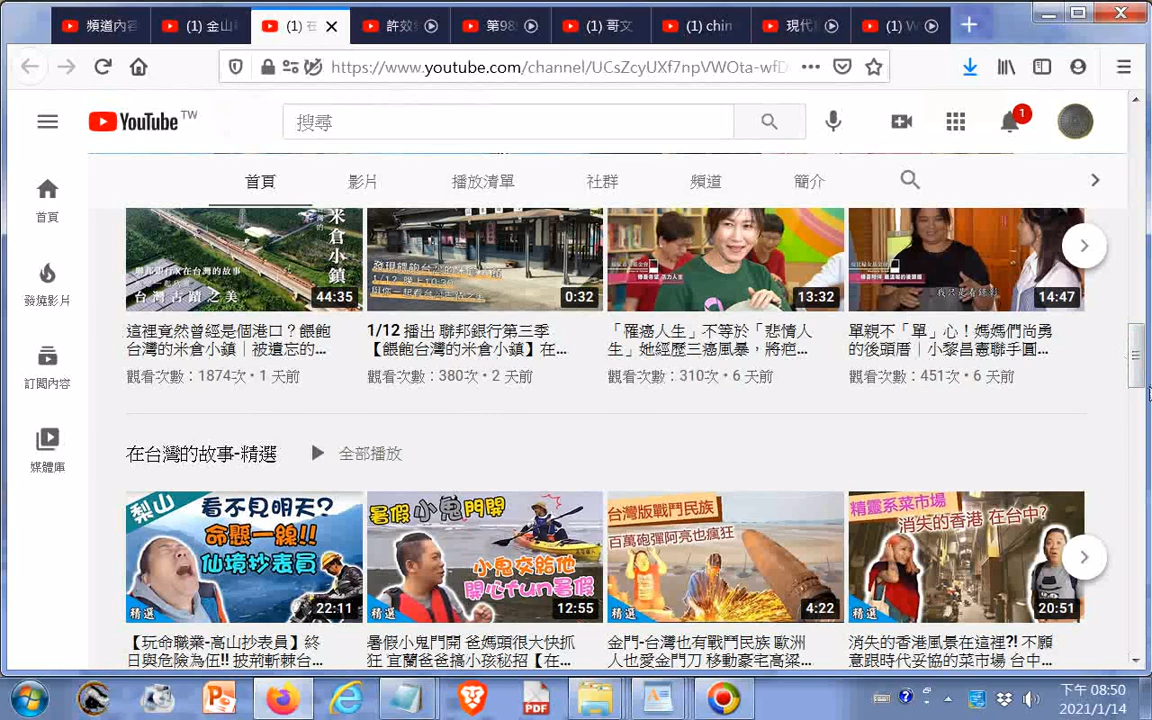 (1)
頻道內容
(1) 金山
(1) 在
許效
第98
(1) 哥文
(1) chin
現代
(1) W
https://www.youtube.com/channel/UCsZcyUXf7npVWOta-wfD
YouTube TW
搜尋
1
首頁
影片
播放清單
社群
頻道
簡介
首頁
發燒影片
訂閱內容
媒體庫
米倉小鎮
台灣古蹟之美
44:35
0:32
13:32
我只是看錯影
14:47
這裡竟然曾經是個港口？餵飽
台灣的米倉小鎮｜被遺忘的...
觀看次數：1874次 • 1 天前
1/12 播出 聯邦銀行第三季
【餵飽台灣的米倉小鎮】在...
觀看次數：380次 • 2 天前
「罹癌人生」不等於「悲情人
生」她經歷三癌風暴，將疤...
觀看次數：310次 • 6 天前
單親不「單」心！媽媽們尚勇
的後頭厝｜小黎昌憲聯手圓...
觀看次數：451次 • 6 天前
在台灣的故事-精選
全部播放
梨山
看不見明天?
命懸一線!!
仙境抄表員
精選
22:11
暑假小鬼門開
小鬼交給他
開心fun暑假
精選
12:55
台灣版戰鬥民族
百萬砲彈阿亮也瘋狂
精選
4:22
精靈系菜市場
消失的香港 在台中?
精選
20:51
【玩命職業-高山抄表員】終
日與危險為伍!! 披荊斬棘台...
暑假小鬼門開 爸媽頭很大快抓
狂 宜蘭爸爸搞小孩秘招【在...
金門-台灣也有戰鬥民族 歐洲
人也愛金門刀 移動豪宅高粱...
消失的香港風景在這裡?! 不願
意跟時代妥協的菜市場 台中...
PDF
下午 08:50
2021/1/14